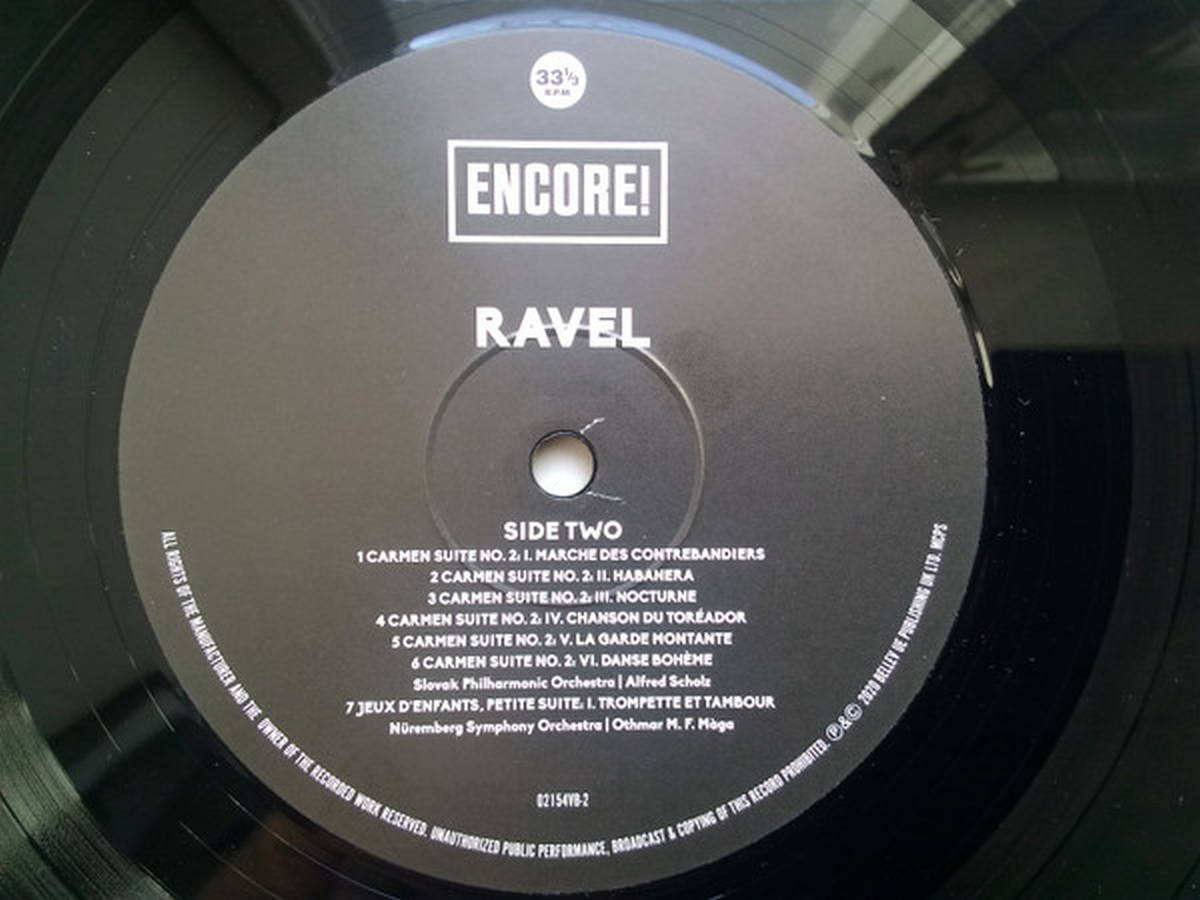 33⅓
R.P.M
ENCORE!
RAVEL
SIDE TWO
1 CARMEN SUITE NO. 2: I. MARCHE DES CONTREBANDIERS
2 CARMEN SUITE NO. 2: II. HABANERA
3 CARMEN SUITE NO. 2: III. NOCTURNE
4 CARMEN SUITE NO. 2: IV. CHANSON DU TORÉADOR
5 CARMEN SUITE NO. 2: V. LA GARDE MONTANTE
6 CARMEN SUITE NO. 2: VI. DANSE BOHÈME
Slovak Philharmonic Orchestra | Alfred Scholz
7 JEUX D'ENFANTS, PETITE SUITE: I. TROMPETTE ET TAMBOUR
Nüremberg Symphony Orchestra | Othmar M. F. Màga
02154VB-2
ALL RIGHTS OF THE MANUFACTURER AND THE OWNER OF THE RECORDED WORK RESERVED. UNAUTHORIZED PUBLIC PERFORMANCE, BROADCAST & COPYING OF THIS RECORD PROHIBITED. ℗&© 2020 BELLEV UE PUBLISHING UK LTD. MCPS